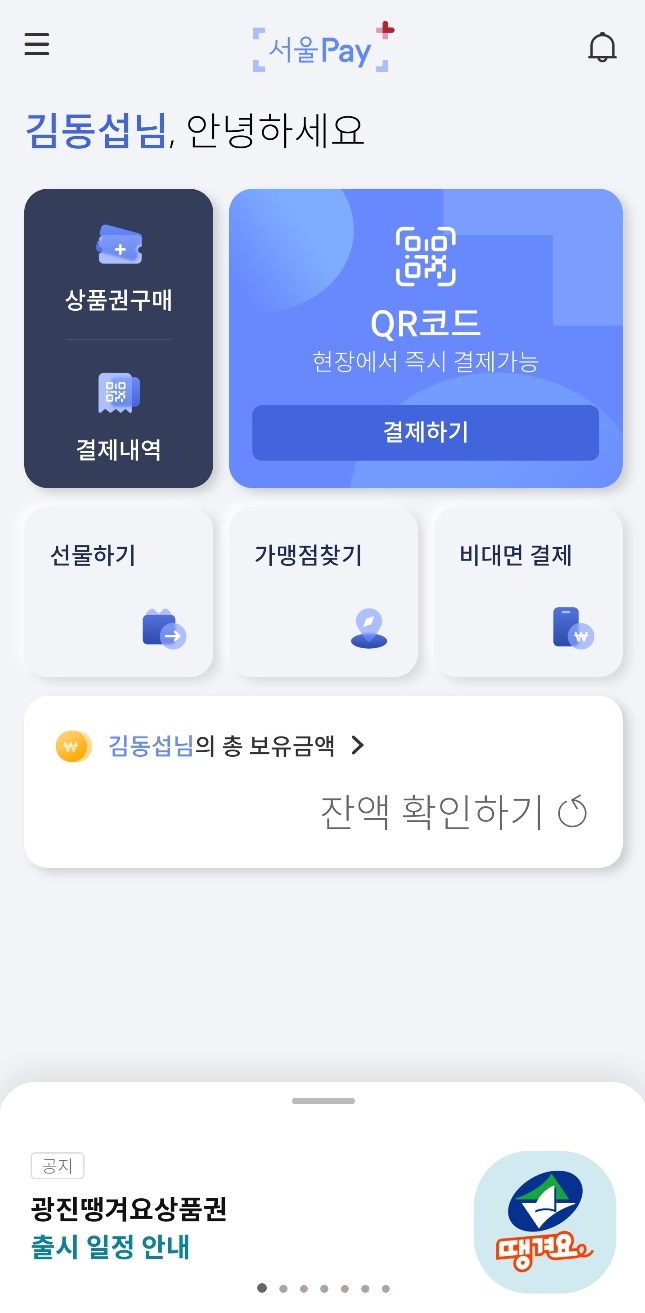 서울Pay
김동섭님, 안녕하세요
상품권구매
결제내역
QR코드
현장에서 즉시 결제가능
결제하기
선물하기
가맹점찾기
비대면 결제
₩ 김동섭님의 총 보유금액
잔액 확인하기
공지
광진땡겨요상품권
출시 일정 안내
땡겨요